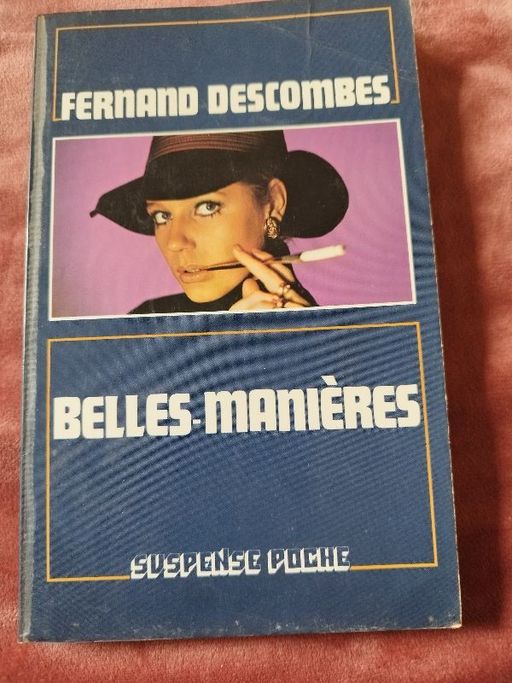 FERNAND DESCOMBES
BELLES-MANIÈRES
SUSPENSE POCHE